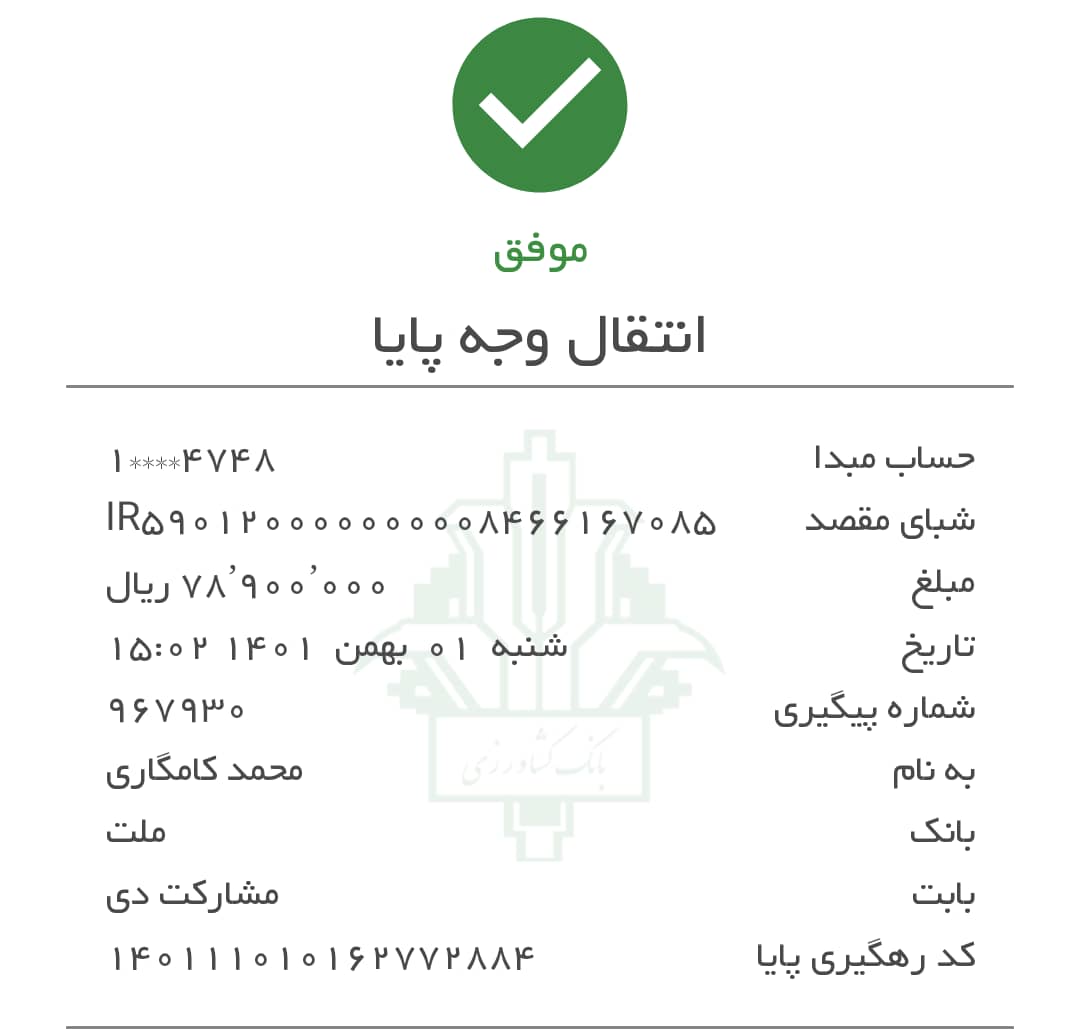 موفق
انتقال وجه پایا
حساب مبدا ۱****۴۷۴۸
شبای مقصد IR۵۹۰۱۲۰۰۰۰۰۰۰۰۰۰۸۴۶۶۱۶۷۰۸۵
مبلغ ۷۸٬۹۰۰٬۰۰۰ ریال
تاریخ شنبه ۰۱ بهمن ۱۴۰۱ ۱۵:۰۲
شماره پیگیری ۹۶۷۹۳۰
به نام محمد کامگاری
بانک ملت
بابت مشارکت دی
کد رهگیری پایا ۱۴۰۱۱۱۰۱۰۱۶۲۷۷۲۸۸۴
بانک کشاورزی